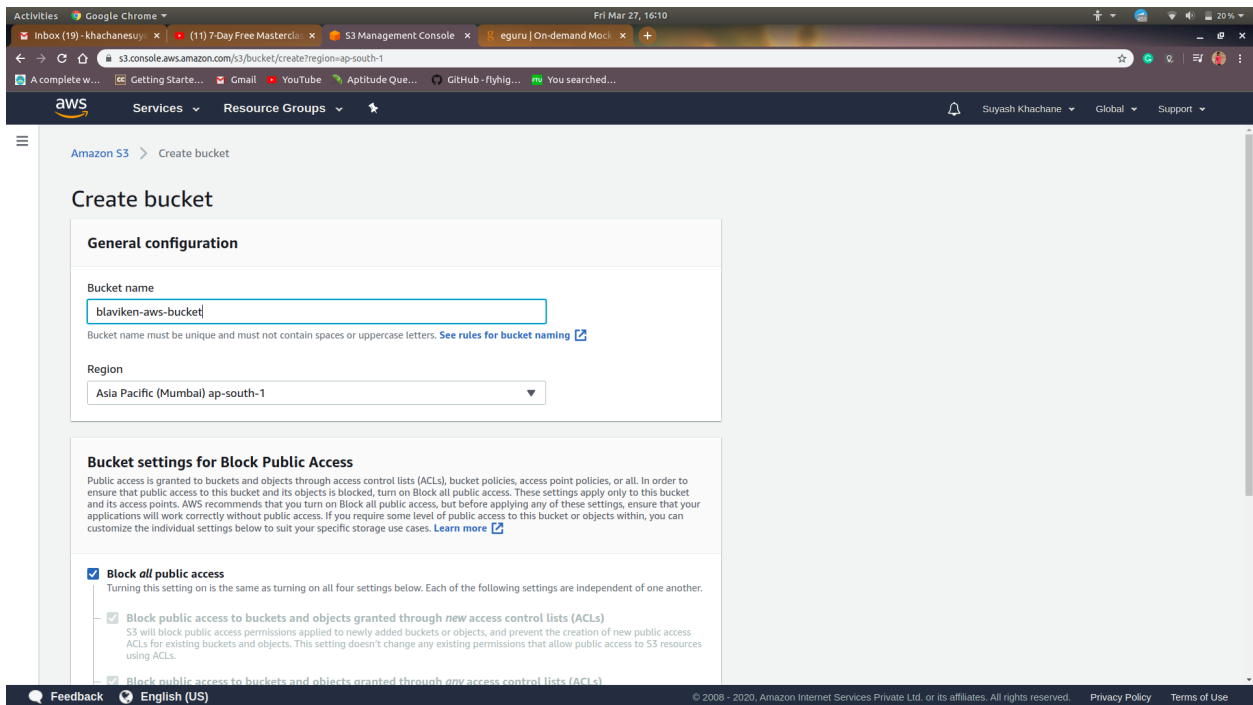 Activities Google Chrome Fri Mar 27, 16:10 20%
Inbox (19) - khachanesuya (11) 7-Day Free Masterclas S3 Management Console eguru | On-demand Mock
s3.console.aws.amazon.com/s3/bucket/create?region=ap-south-1
A complete w... Getting Starte... Gmail YouTube Aptitude Que... GitHub - flyhig... You searched...
aws Services Resource Groups Suyash Khachane Global Support
Amazon S3 > Create bucket
Create bucket
General configuration
Bucket name
blaviken-aws-bucket
Bucket name must be unique and must not contain spaces or uppercase letters. See rules for bucket naming
Region
Asia Pacific (Mumbai) ap-south-1
Bucket settings for Block Public Access
Public access is granted to buckets and objects through access control lists (ACLs), bucket policies, access point policies, or all. In order to
ensure that public access to this bucket and its objects is blocked, turn on Block all public access. These settings apply only to this bucket
and its access points. AWS recommends that you turn on Block all public access, but before applying any of these settings, ensure that your
applications will work correctly without public access. If you require some level of public access to this bucket or objects within, you can
customize the individual settings below to suit your specific storage use cases. Learn more
Block all public access
Turning this setting on is the same as turning on all four settings below. Each of the following settings are independent of one another.
Block public access to buckets and objects granted through new access control lists (ACLs)
S3 will block public access permissions applied to newly added buckets or objects, and prevent the creation of new public access
ACLs for existing buckets and objects. This setting doesn't change any existing permissions that allow public access to S3 resources
using ACLs.
Block public access to buckets and objects granted through any access control lists (ACLs)
Feedback English (US) © 2008 - 2020, Amazon Internet Services Private Ltd. or its affiliates. All rights reserved. Privacy Policy Terms of Use